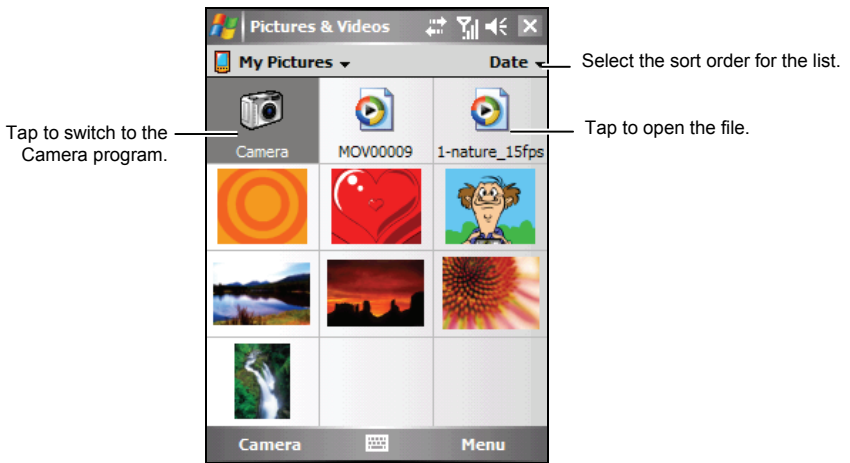 Pictures & Videos
My Pictures
Date
Select the sort order for the list.
Tap to switch to the
Camera program.
Camera
MOV00009
1-nature_15fps
Tap to open the file.
Camera
Menu